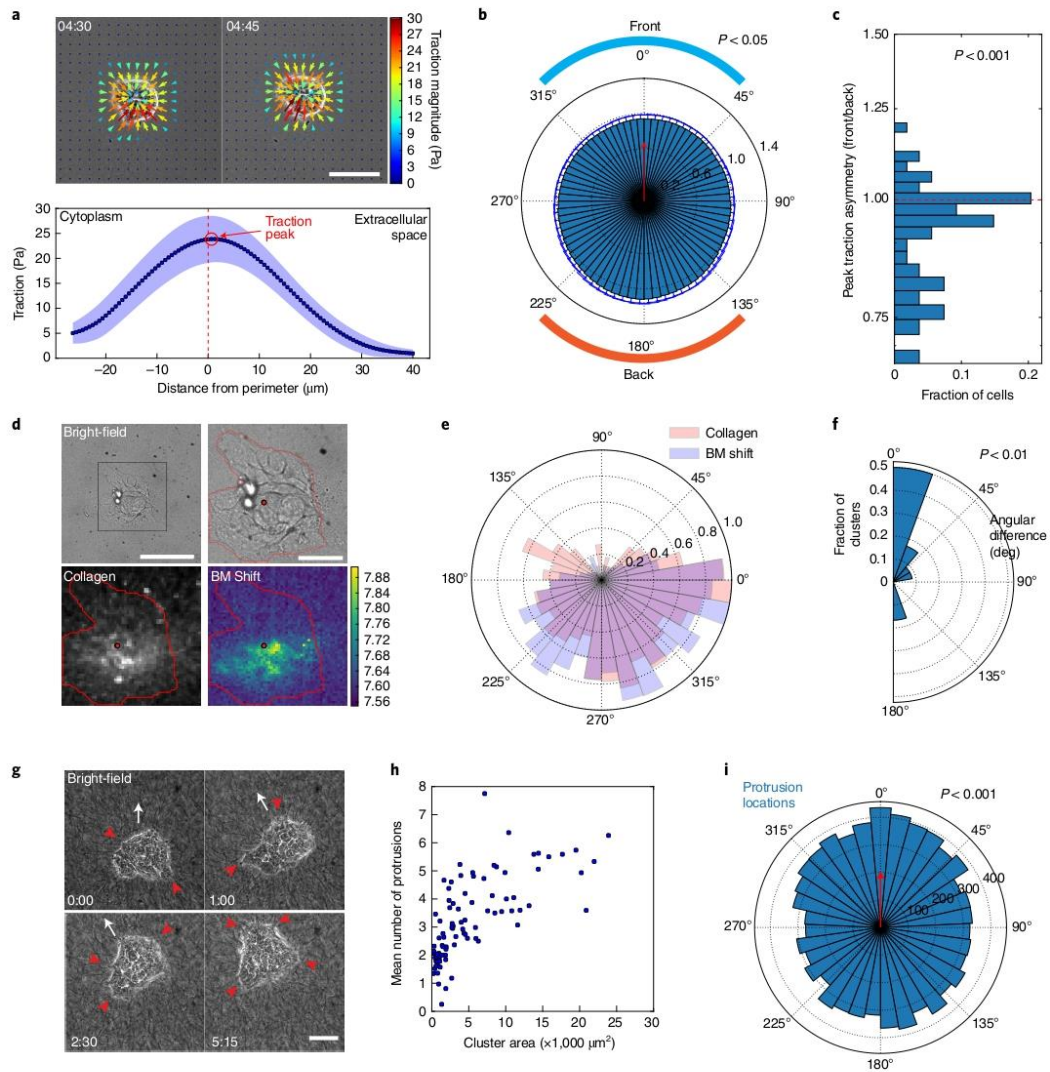 a
04:30
04:45
30
27
24
21
18
15
12
9
6
3
0
Traction magnitude (Pa)
Cytoplasm
Extracellular
space
Traction
peak
Traction (Pa)
30
25
20
15
10
5
0
−20
−10
0
10
20
30
40
Distance from perimeter (μm)
b
Front
P < 0.05
0°
315°
45°
1.4
1.0
0.6
0.2
270°
90°
225°
135°
180°
Back
c
P < 0.001
Peak traction asymmetry (front/back)
1.50
1.25
1.00
0.75
0
0.1
0.2
Fraction of cells
d
Bright-field
Collagen
BM Shift
7.88
7.80
7.76
7.72
7.68
7.64
7.60
7.56
e
Collagen
BM shift
90°
135°
45°
1.0
0.8
0.6
0.4
0.2
180°
0°
225°
315°
270°
f
P < 0.01
0°
0.5
0.4
0.3
0.2
0.1
0
Fraction of
clusters
45°
Angular
difference
(deg)
90°
135°
180°
g
Bright-field
0:00
1:00
2:30
5:15
h
Mean number of protrusions
8
7
6
5
4
3
2
1
0
0
5
10
15
20
25
30
Cluster area (×1,000 μm²)
i
Protrusion
locations
P < 0.001
0°
315°
45°
400
300
200
100
270°
90°
225°
135°
180°